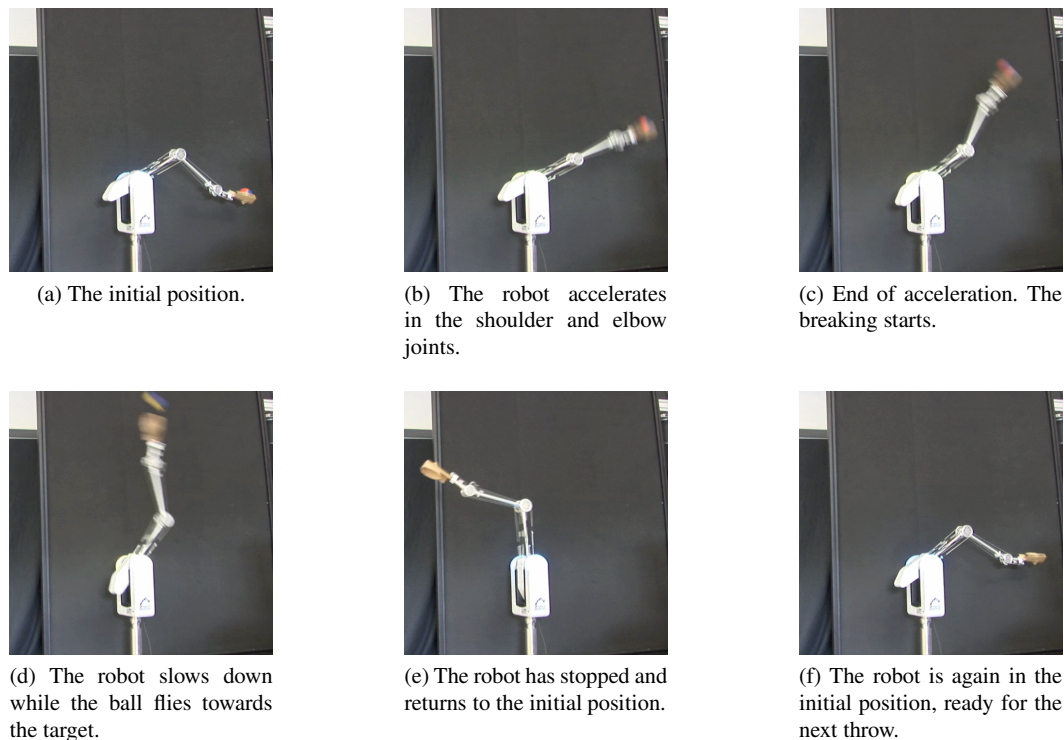 (a) The initial position.
(b) The robot accelerates
in the shoulder and elbow
joints.
(c) End of acceleration. The
breaking starts.
(d) The robot slows down
while the ball flies towards
the target.
(e) The robot has stopped and
returns to the initial position.
(f) The robot is again in the
initial position, ready for the
next throw.